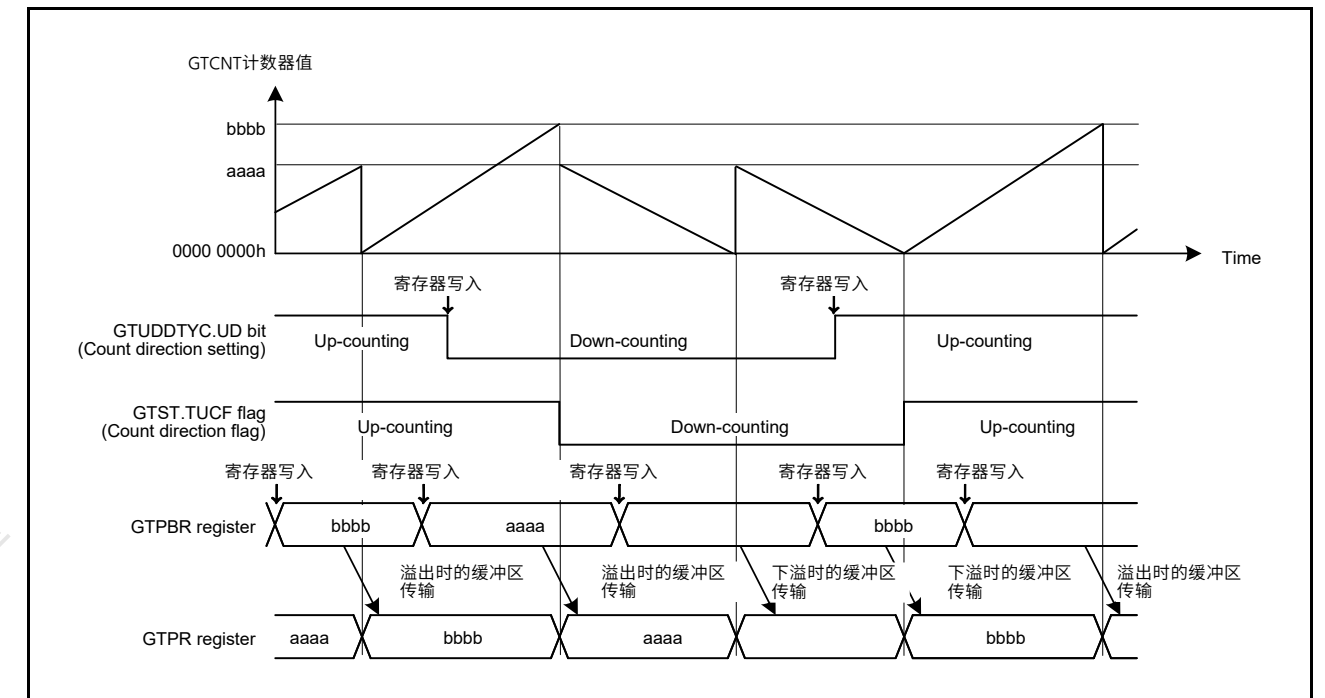 GTCNT计数器值
bbbb
aaaa
0000 0000h
Time
寄存器写入 寄存器写入
GTUDDTYC.UD bit
(Count direction setting)
Up-counting Down-counting Up-counting
GTST.TUCF flag
(Count direction flag)
Up-counting Down-counting Up-counting
寄存器写入 寄存器写入 寄存器写入 寄存器写入 寄存器写入
GTPBR register bbbb aaaa bbbb
溢出时的缓冲区 溢出时的缓冲区 下溢时的缓冲区 下溢时的缓冲区 溢出时的缓冲区
传输 传输 传输 传输 传输
GTPR register aaaa bbbb aaaa bbbb